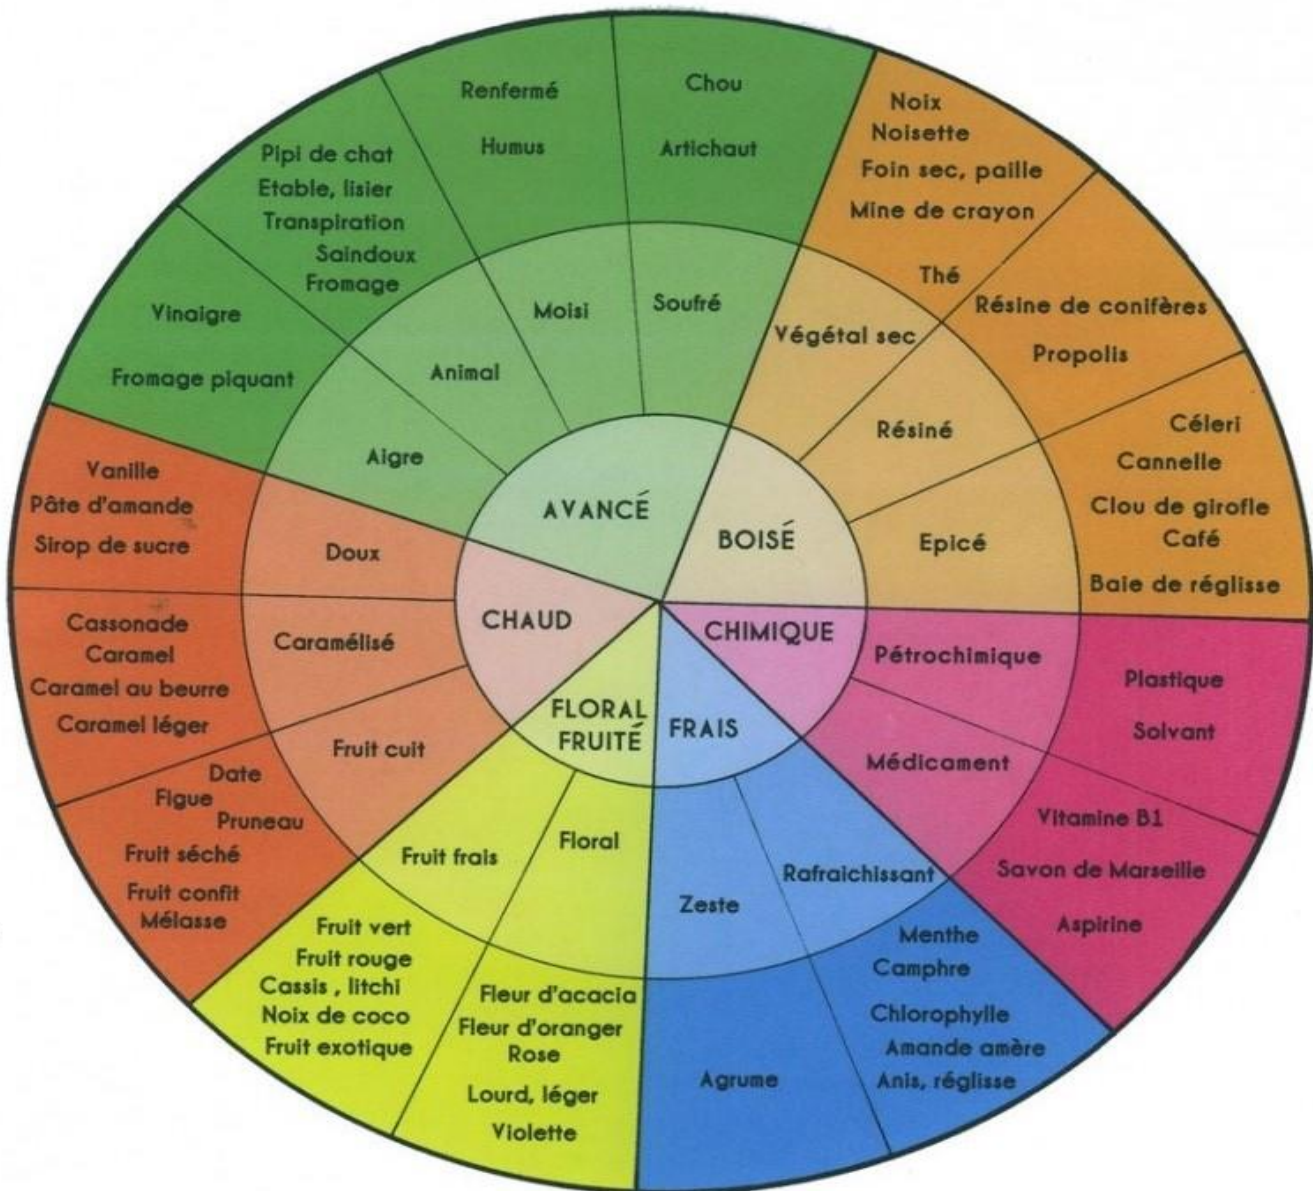 AVANCÉ
BOISÉ
CHIMIQUE
FRAIS
FLORAL
FRUITÉ
CHAUD
Aigre
Animal
Moisi
Soufré
Végétal sec
Résiné
Epicé
Pétrochimique
Médicament
Rafraichissant
Zeste
Floral
Fruit frais
Fruit cuit
Caramélisé
Doux
Vinaigre
Fromage piquant
Pipi de chat
Etable, lisier
Transpiration
Saindoux
Fromage
Renfermé
Humus
Chou
Artichaut
Noix
Noisette
Foin sec, paille
Mine de crayon
Thé
Résine de conifères
Propolis
Céleri
Cannelle
Clou de girofle
Café
Baie de réglisse
Plastique
Solvant
Vitamine B1
Savon de Marseille
Aspirine
Menthe
Camphre
Chlorophylle
Amande amère
Anis, réglisse
Agrume
Fleur d'acacia
Fleur d'oranger
Rose
Lourd, léger
Violette
Fruit vert
Fruit rouge
Cassis , litchi
Noix de coco
Fruit exotique
Date
Figue
Pruneau
Fruit séché
Fruit confit
Mélasse
Cassonade
Caramel
Caramel au beurre
Caramel léger
Vanille
Pâte d'amande
Sirop de sucre